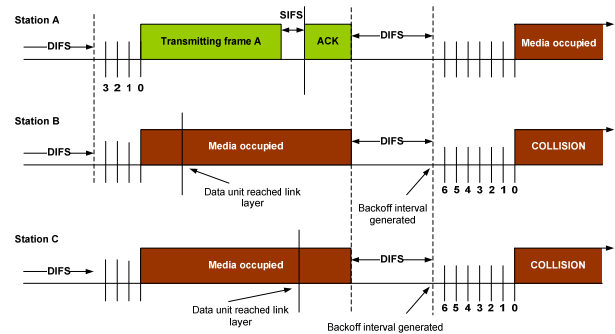 Station A
SIFS
DIFS
Transmitting frame A
ACK
DIFS
Media occupied
3 2 1 0
Station B
DIFS
Media occupied
DIFS
COLLISION
Data unit reached link
layer
Backoff interval
generated
6 5 4 3 2 1 0
Station C
DIFS
Media occupied
DIFS
COLLISION
Data unit reached link
layer
Backoff interval generated
6 5 4 3 2 1 0